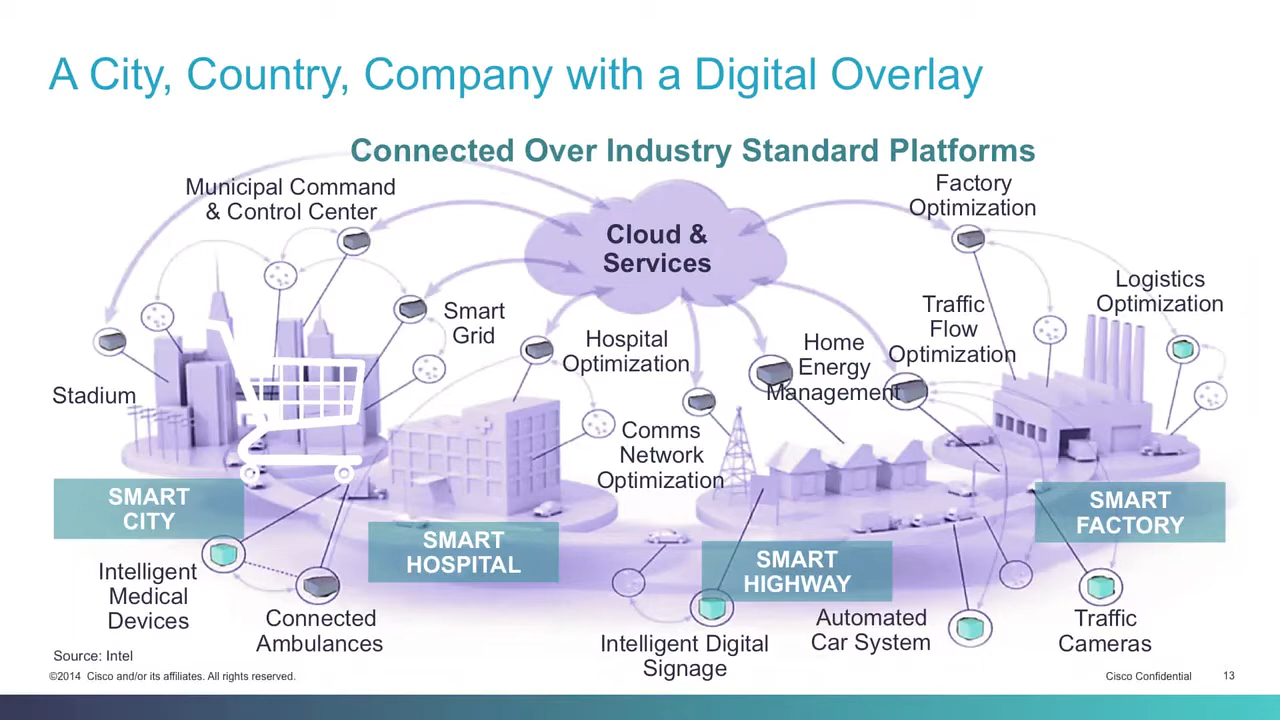 A City, Country, Company with a Digital Overlay
Connected Over Industry Standard Platforms
Municipal Command
& Control Center
Cloud &
Services
Factory
Optimization
Logistics
Optimization
Smart
Grid
Traffic
Flow
Optimization
Hospital
Optimization
Home
Energy
Management
Stadium
Comms
Network
Optimization
SMART
CITY
SMART
HOSPITAL
SMART
HIGHWAY
SMART
FACTORY
Intelligent
Medical
Devices
Connected
Ambulances
Intelligent Digital
Signage
Automated
Car System
Traffic
Cameras
Source: Intel
©2014 Cisco and/or its affiliates. All rights reserved.
Cisco Confidential
13